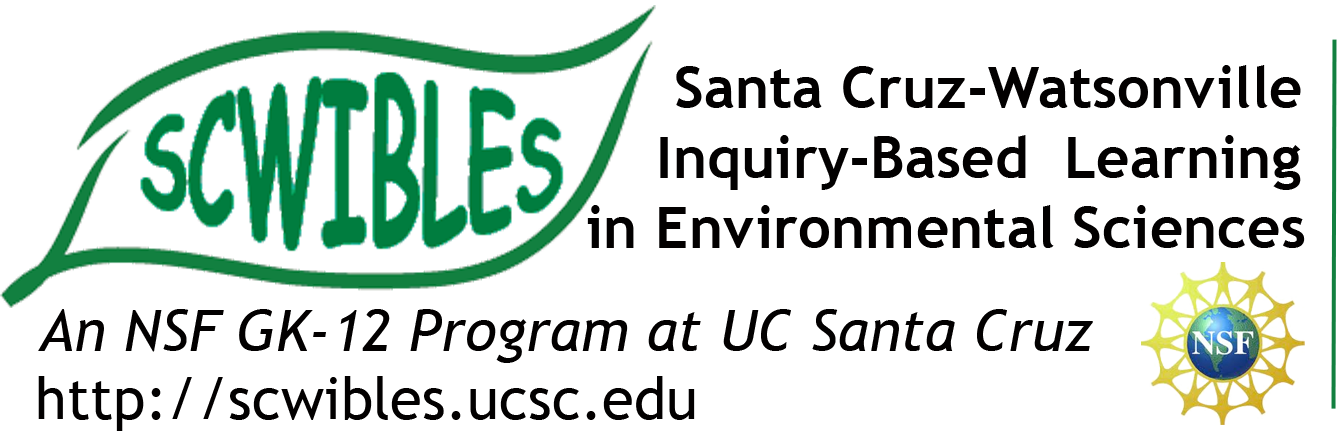 SCWIBLES
Santa Cruz-Watsonville
Inquiry-Based Learning
in Environmental Sciences
An NSF GK-12 Program at UC Santa Cruz
NSF
http://scwibles.ucsc.edu